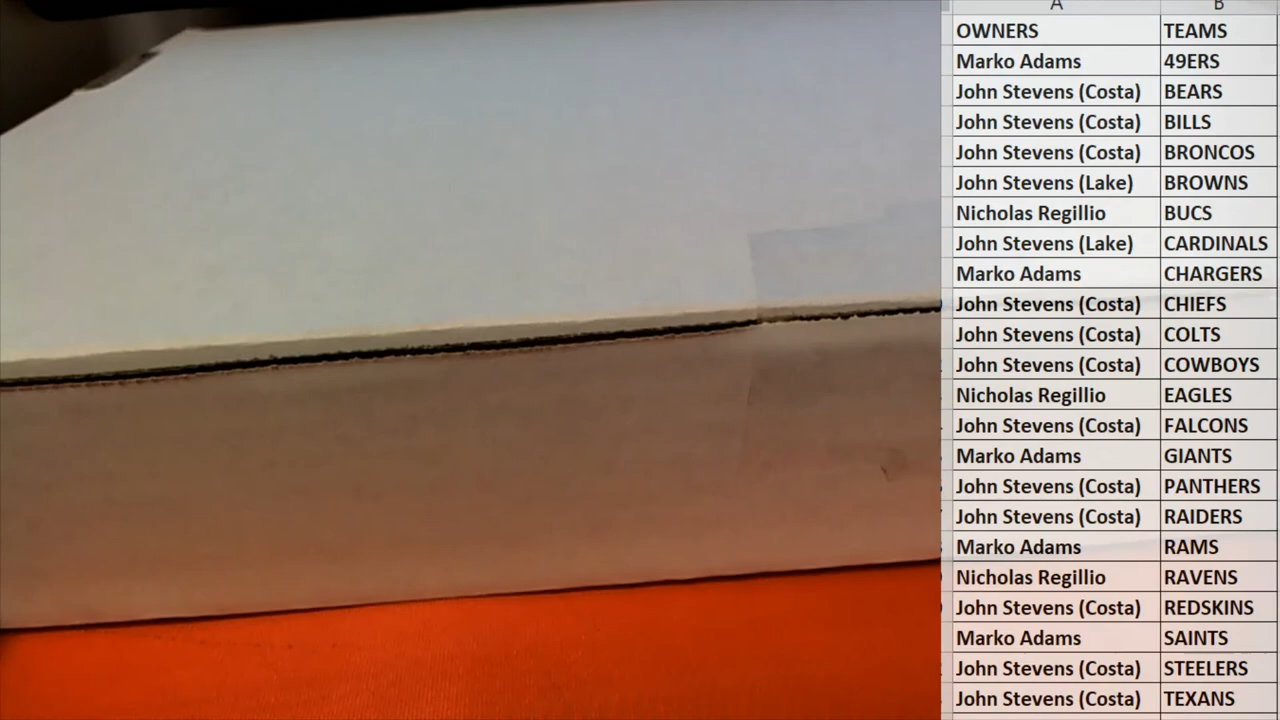 A B
OWNERS TEAMS
Marko Adams 49ERS
John Stevens (Costa) BEARS
John Stevens (Costa) BILLS
John Stevens (Costa) BRONCOS
John Stevens (Lake) BROWNS
Nicholas Regillio BUCS
John Stevens (Lake) CARDINALS
Marko Adams CHARGERS
John Stevens (Costa) CHIEFS
John Stevens (Costa) COLTS
John Stevens (Costa) COWBOYS
Nicholas Regillio EAGLES
John Stevens (Costa) FALCONS
Marko Adams GIANTS
John Stevens (Costa) PANTHERS
John Stevens (Costa) RAIDERS
Marko Adams RAMS
Nicholas Regillio RAVENS
John Stevens (Costa) REDSKINS
Marko Adams SAINTS
John Stevens (Costa) STEELERS
John Stevens (Costa) TEXANS